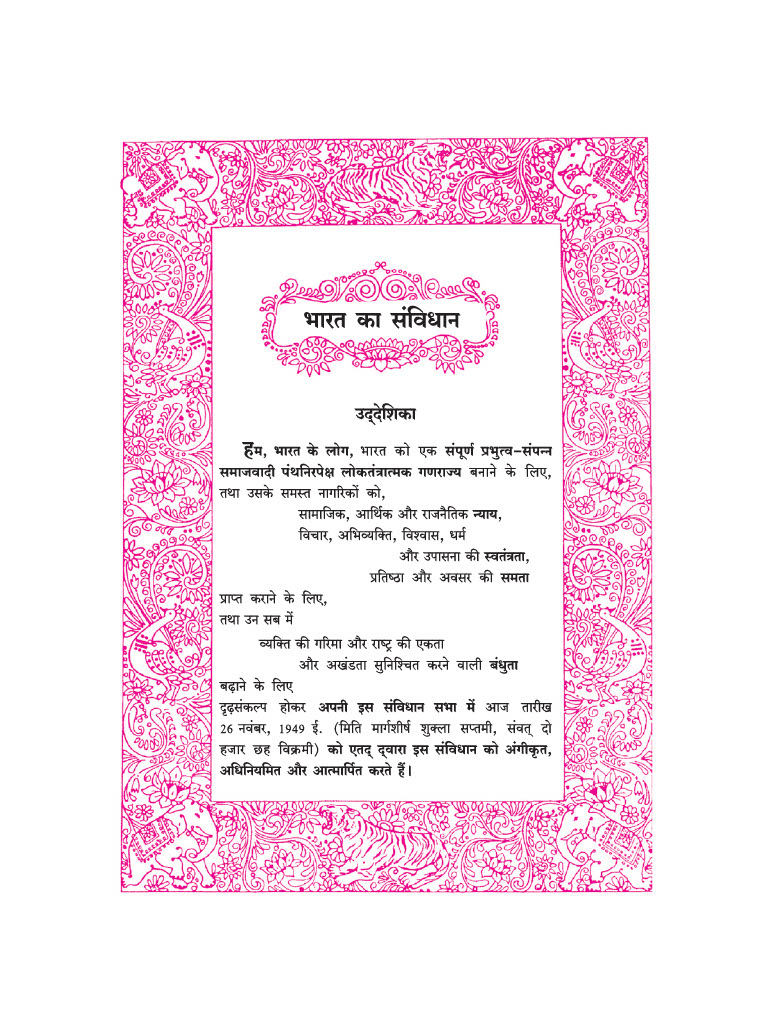 भारत का संविधान
उद्देशिका
हम, भारत के लोग, भारत को एक संपूर्ण प्रभुत्व-संपन्न
समाजवादी पंथनिरपेक्ष लोकतंत्रात्मक गणराज्य बनाने के लिए,
तथा उसके समस्त नागरिकों को,
सामाजिक, आर्थिक और राजनैतिक न्याय,
विचार, अभिव्यक्ति, विश्वास, धर्म
और उपासना की स्वतंत्रता,
प्रतिष्ठा और अवसर की समता
प्राप्त कराने के लिए,
तथा उन सब में
व्यक्ति की गरिमा और राष्ट्र की एकता
और अखंडता सुनिश्चित करने वाली बंधुता
बढ़ाने के लिए
दृढ़संकल्प होकर अपनी इस संविधान सभा में आज तारीख
26 नवंबर, 1949 ई. (मिति मार्गशीर्ष शुक्ला सप्तमी, संवत् दो
हजार छह विक्रमी) को एतद् द्वारा इस संविधान को अंगीकृत,
अधिनियमित और आत्मार्पित करते हैं।